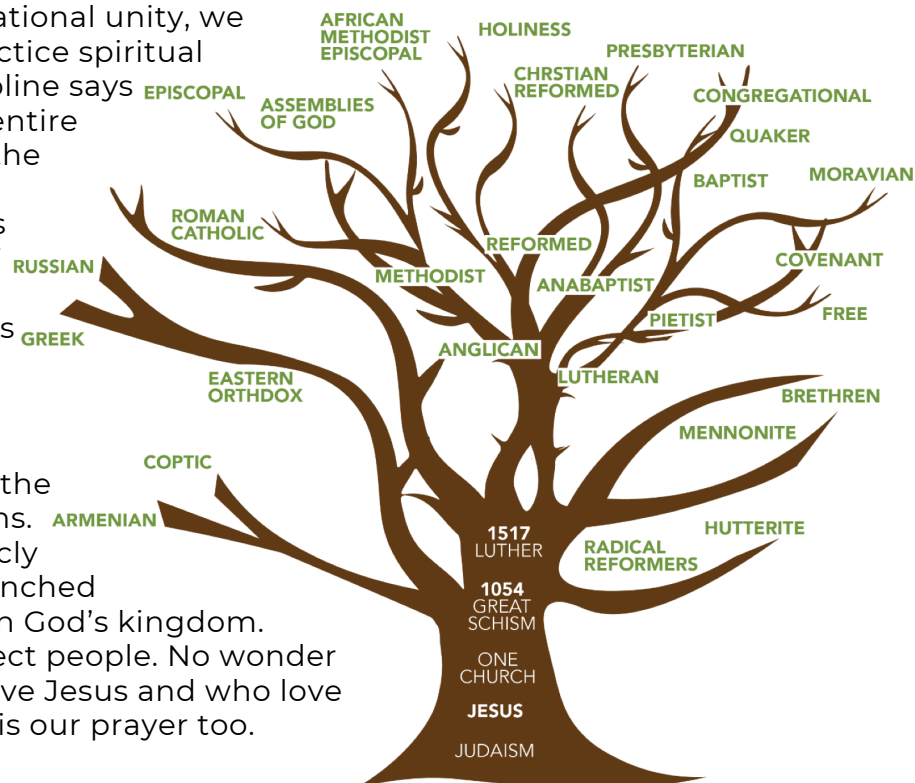 ational unity, we
ctice spiritual
oline says
entire
the
s
s
the
ns.
cly
nched
n God's kingdom.
ect people. No wonder
ve Jesus and who love
is our prayer too.
AFRICAN
METHODIST
EPISCOPAL
HOLINESS
PRESBYTERIAN
EPISCOPAL
ASSEMBLIES
OF GOD
CHRSTIAN
REFORMED
CONGREGATIONAL
QUAKER
BAPTIST
MORAVIAN
ROMAN
CATHOLIC
REFORMED
COVENANT
RUSSIAN
METHODIST
ANABAPTIST
GREEK
PIETIST
FREE
ANGLICAN
EASTERN
ORTHDOX
LUTHERAN
BRETHREN
MENNONITE
COPTIC
ARMENIAN
HUTTERITE
RADICAL
REFORMERS
1517
LUTHER
1054
GREAT
SCHISM
ONE
CHURCH
JESUS
JUDAISM